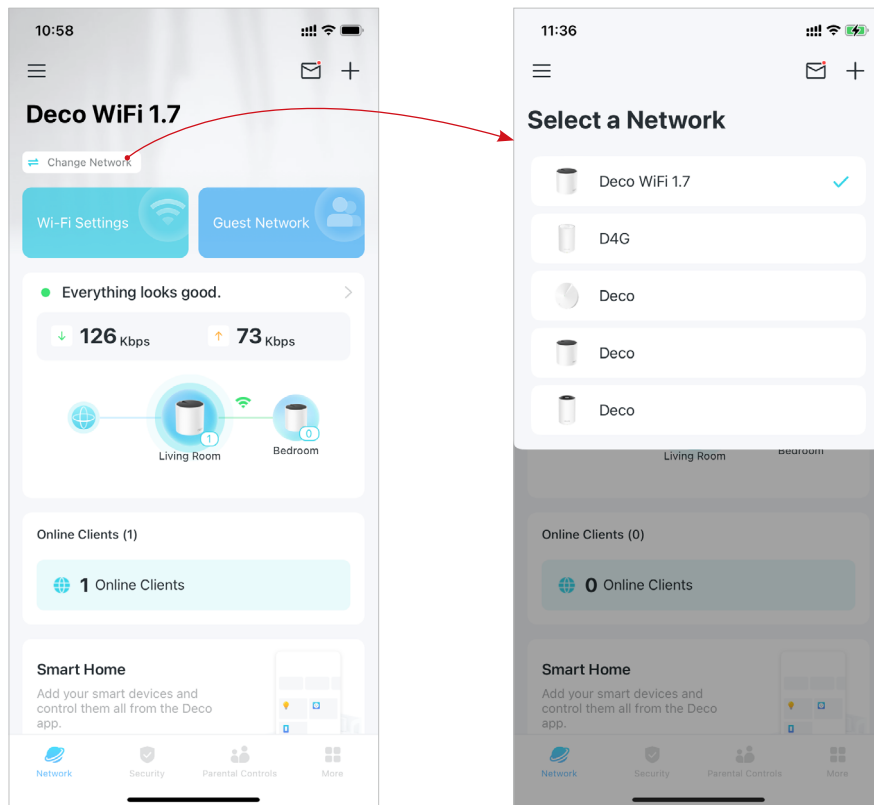 10:58
Deco WiFi 1.7
Change Network
Wi-Fi Settings
Guest Network
Everything looks good.
126 Kbps
73 Kbps
1
0
Living Room
Bedroom
Online Clients (1)
1 Online Clients
Smart Home
Add your smart devices and
control them all from the Deco
app.
Network
Security
Parental Controls
More
11:36
Select a Network
Deco WiFi 1.7
D4G
Deco
Deco
Deco
Living Room
Bedroom
Online Clients (0)
0 Online Clients
Smart Home
Add your smart devices and
control them all from the Deco
app.
Network
Security
Parental Controls
More